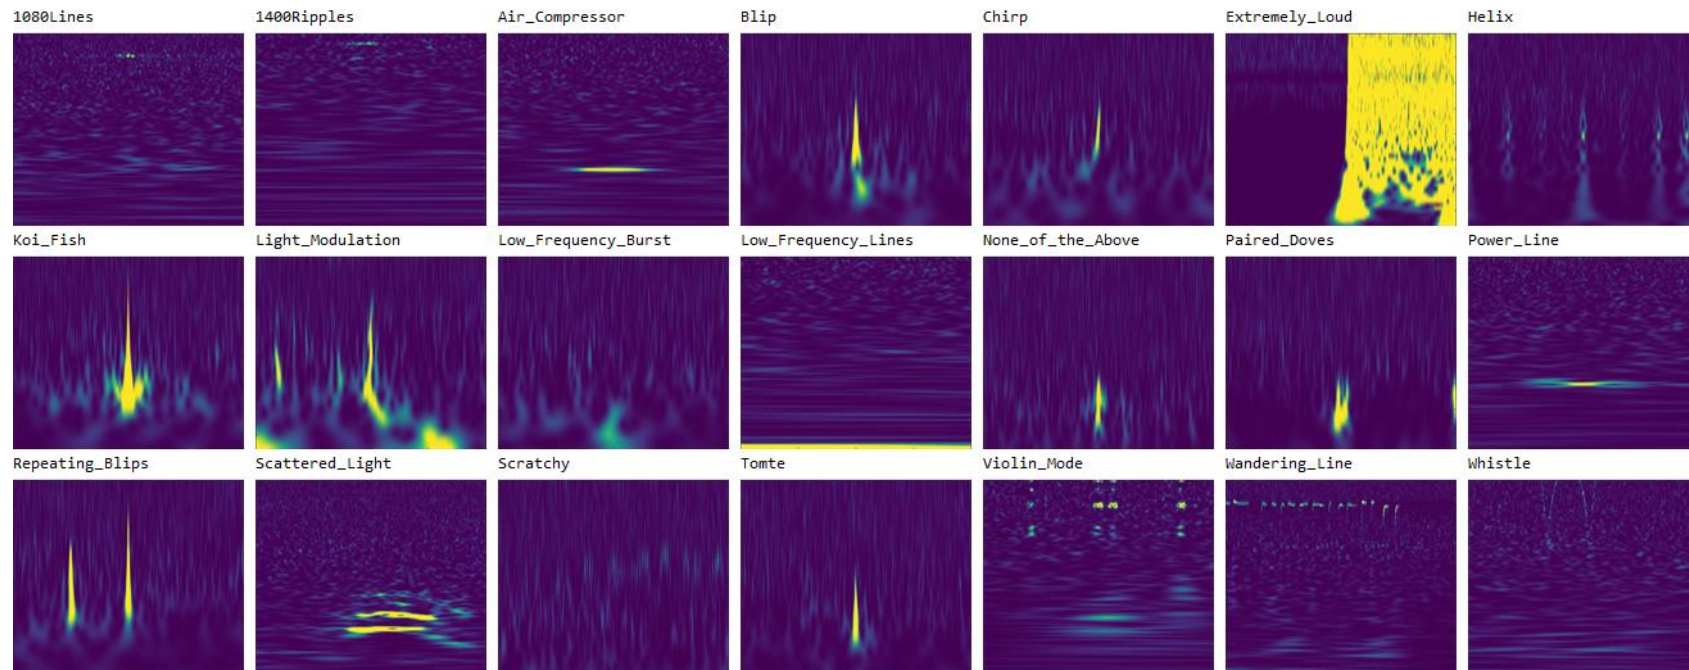 1080Lines 1400Ripples Air_Compressor Blip Chirp Extremely_Loud Helix
Koi_Fish Light_Modulation Low_Frequency_Burst Low_Frequency_Lines None_of_the_Above Paired_Doves Power_Line
Repeating_Blips Scattered_Light Scratchy Tomte Violin_Mode Wandering_Line Whistle